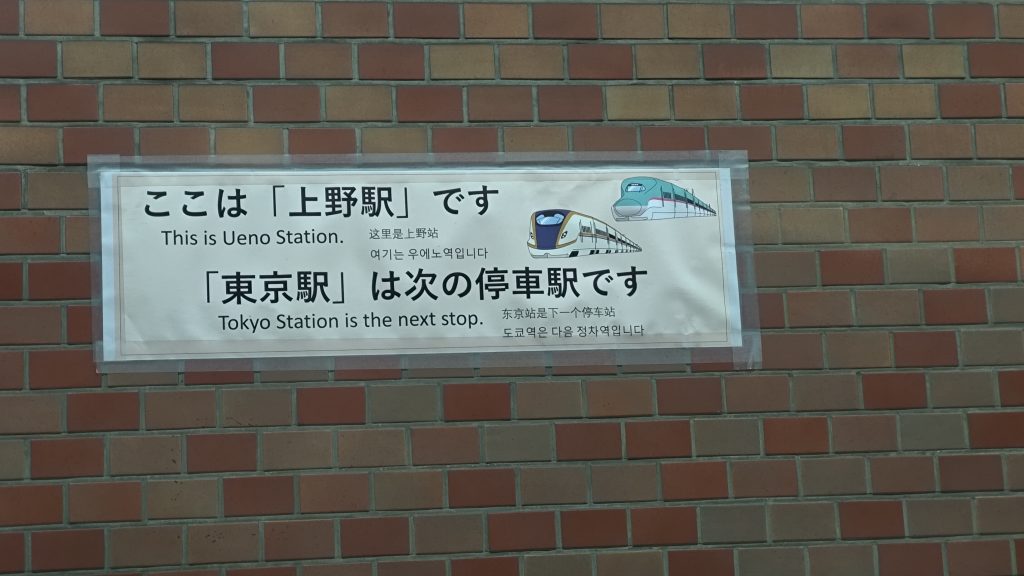 ここは「上野駅」です
This is Ueno Station.
这里是上野站
여기는 우에노역입니다
「東京駅」は次の停車駅です
Tokyo Station is the next stop.
东京站是下一个停车站
도쿄역은 다음 정차역입니다